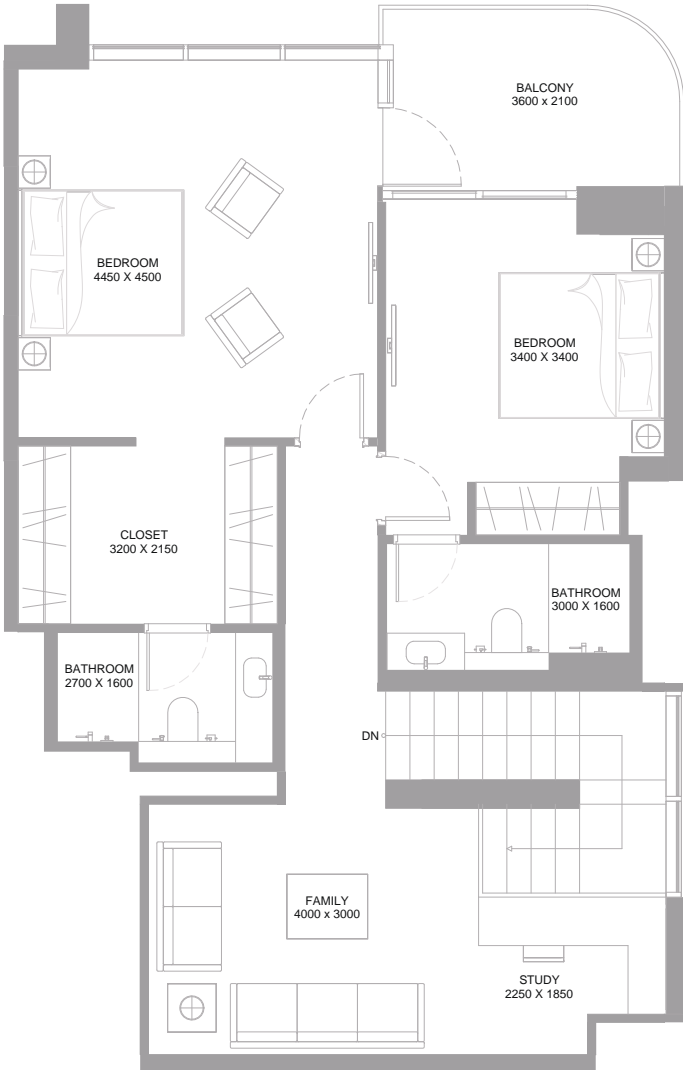 BALCONY
3600 x 2100
BEDROOM
4450 X 4500
BEDROOM
3400 X 3400
CLOSET
3200 X 2150
BATHROOM
3000 X 1600
BATHROOM
2700 X 1600
DN
FAMILY
4000 x 3000
STUDY
2250 X 1850